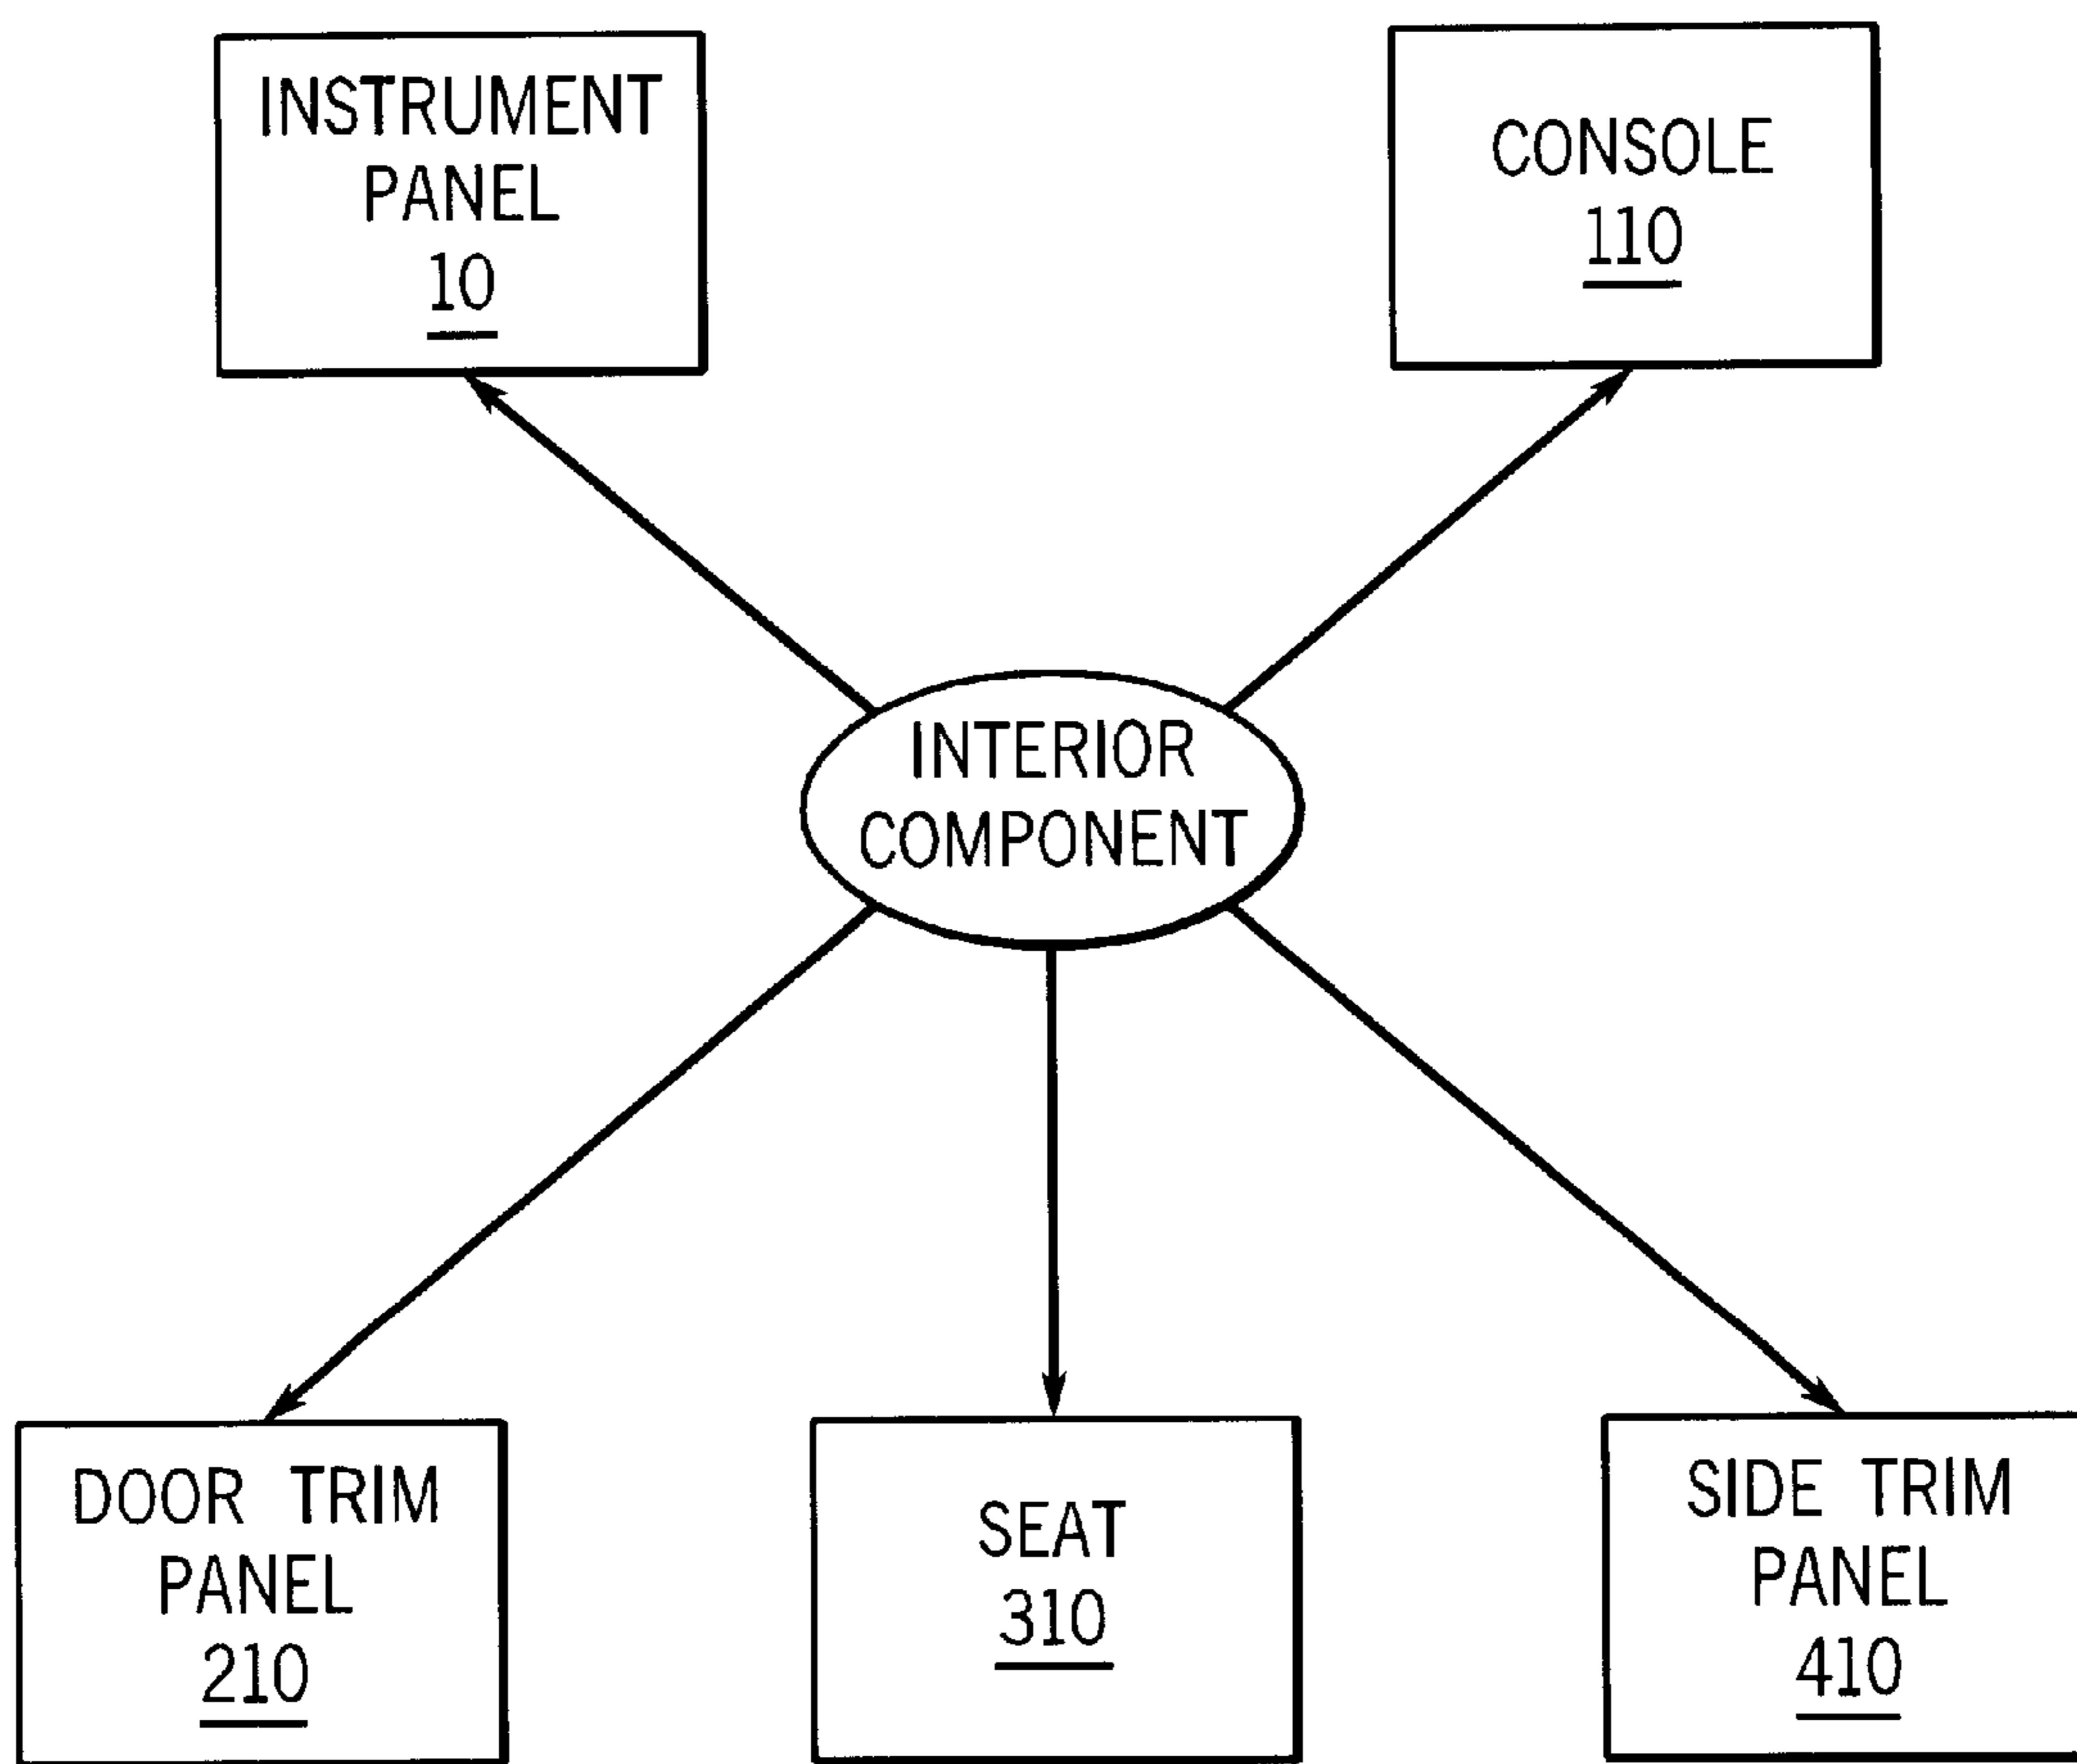 INSTRUMENT
PANEL
10
CONSOLE
110
INTERIOR
COMPONENT
DOOR TRIM
PANEL
210
SEAT
310
SIDE TRIM
PANEL
410